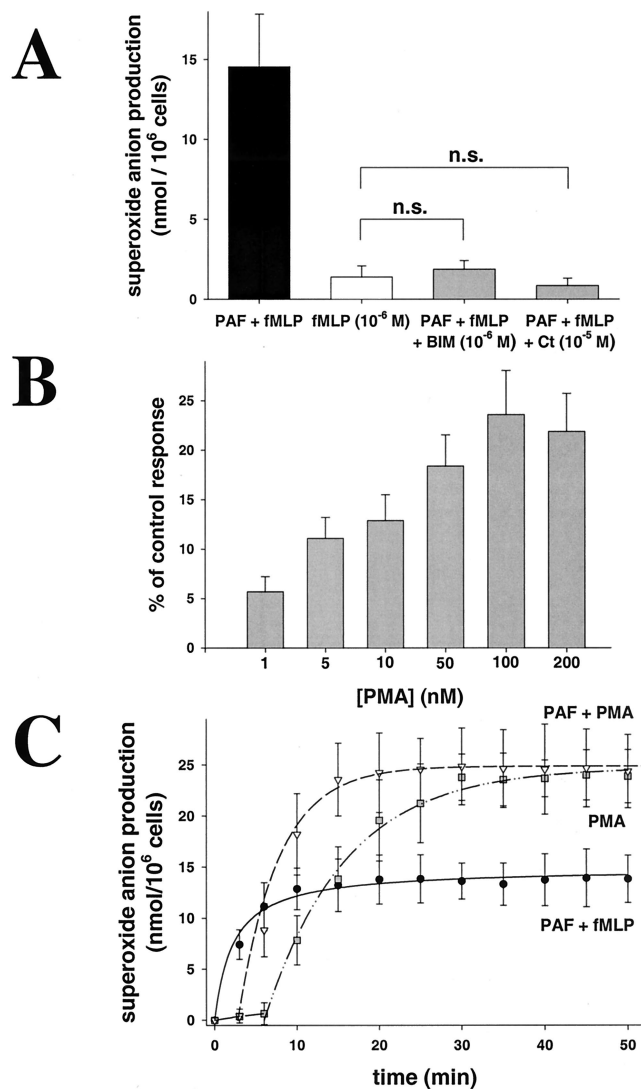 A
superoxide anion production
(nmol / 10⁶ cells)
15
10
5
0
n.s.
n.s.
PAF + fMLP
fMLP (10⁻⁶ M)
PAF + fMLP
+ BIM (10⁻⁶ M)
PAF + fMLP
+ Ct (10⁻⁵ M)
B
% of control response
25
20
15
10
5
0
1
5
10
50
100
200
[PMA] (nM)
C
superoxide anion production
(nmol/10⁶ cells)
25
20
15
10
5
0
PAF + PMA
PMA
PAF + fMLP
0
10
20
30
40
50
time (min)